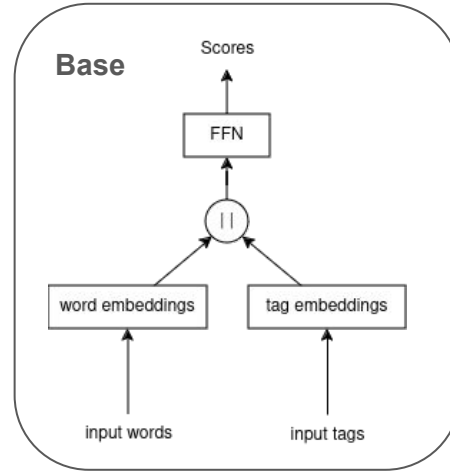 Scores
Base
FFN
||
word embeddings
tag embeddings
input words
input tags